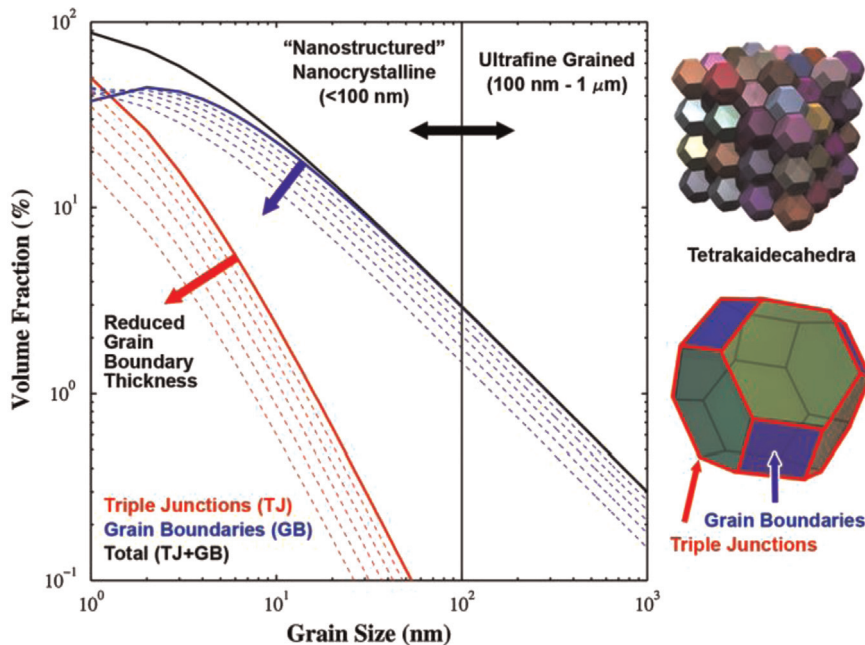 10²
10¹
10⁰
10⁻¹
Volume Fraction (%)
“Nanostructured”
Nanocrystalline
(<100 nm)
Ultrafine Grained
(100 nm - 1 μm)
Reduced
Grain
Boundary
Thickness
Triple Junctions (TJ)
Grain Boundaries (GB)
Total (TJ+GB)
10⁰
10¹
10²
10³
Grain Size (nm)
Tetrakaidecahedra
Grain Boundaries
Triple Junctions